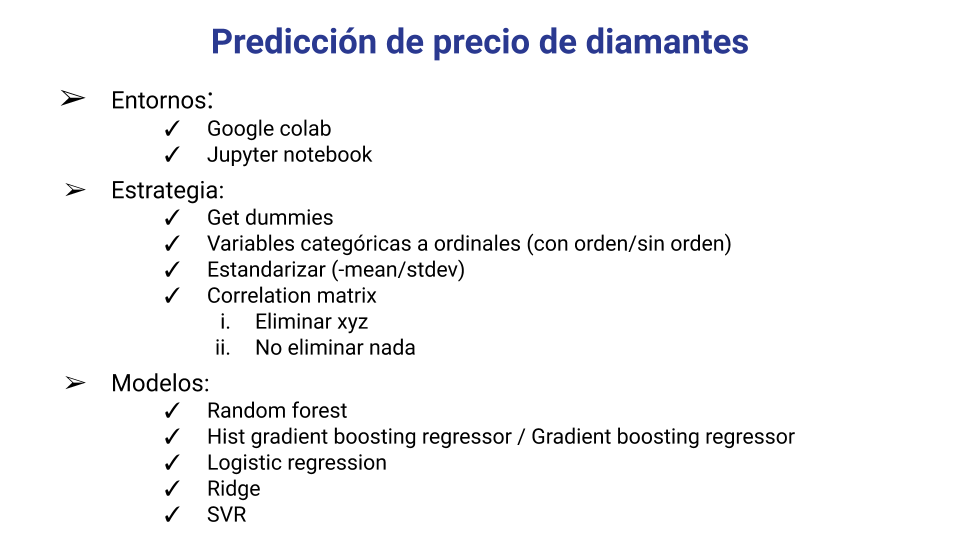 Predicción de precio de diamantes
➢ Entornos:
✓ Google colab
✓ Jupyter notebook
➢ Estrategia:
✓ Get dummies
✓ Variables categóricas a ordinales (con orden/sin orden)
✓ Estandarizar (-mean/stdev)
✓ Correlation matrix
i. Eliminar xyz
ii. No eliminar nada
➢ Modelos:
✓ Random forest
✓ Hist gradient boosting regressor / Gradient boosting regressor
✓ Logistic regression
✓ Ridge
✓ SVR